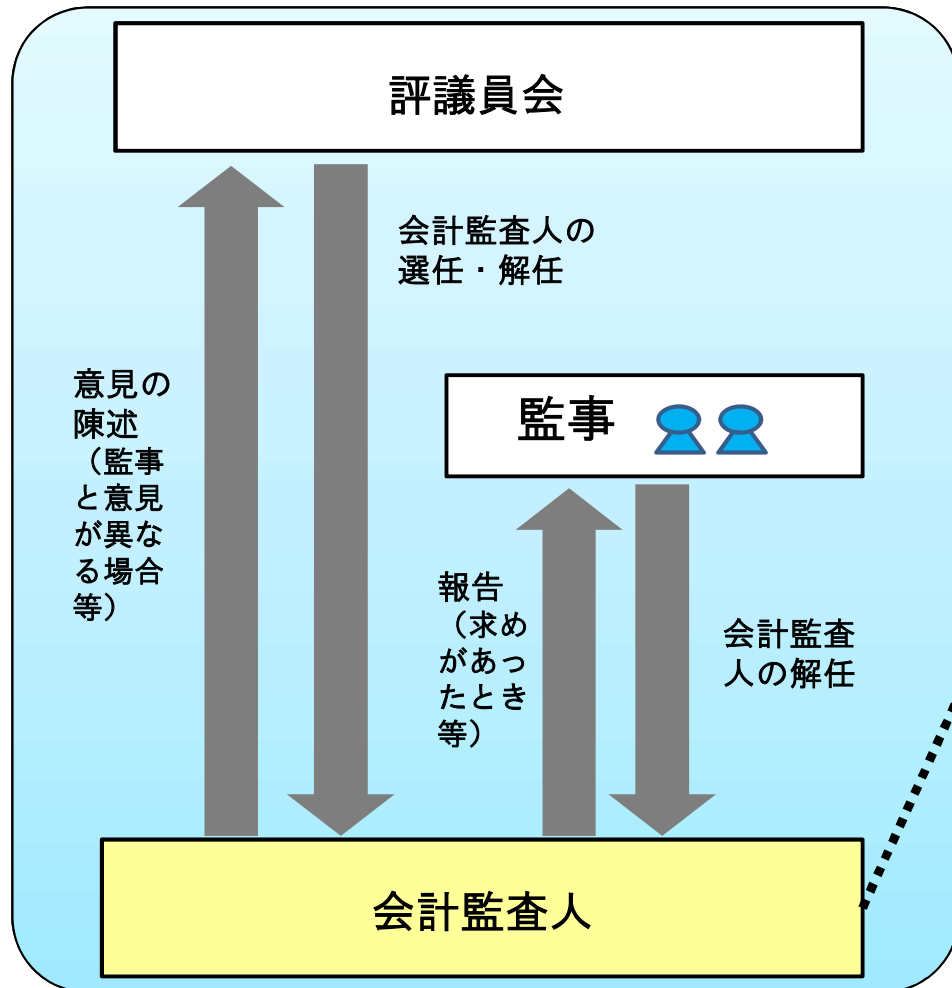 評議員会
会計監査人の
選任・解任
意見の
陳述
（監事
と意見
が異な
る場合
等）
監事
報告
（求め
があっ
たとき
等）
会計監査
人の解任
会計監査人